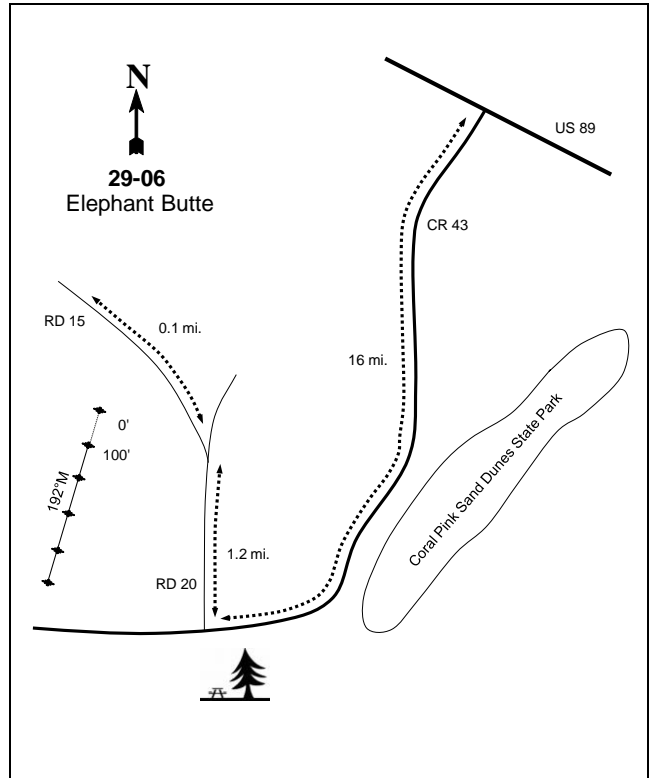 N
29-06
Elephant Butte
US 89
CR 43
RD 15
0.1 mi.
16 mi.
0'
100'
192°M
Coral Pink Sand Dunes State Park
1.2 mi.
RD 20